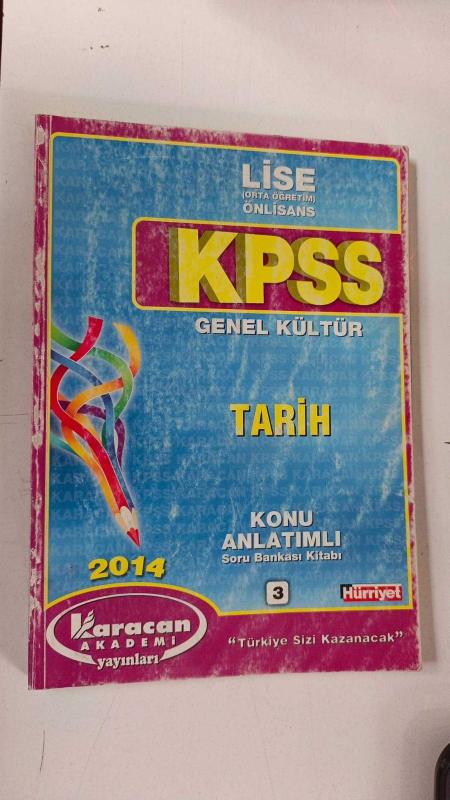 LİSE
(ORTA ÖĞRETİM)
ÖNLİSANS
KPSS
GENEL KÜLTÜR
TARİH
KONU
ANLATIMLI
Soru Bankası Kitabı
2014
3
Hürriyet
Karacan
AKADEMİ
yayınları
"Türkiye Sizi Kazanacak"